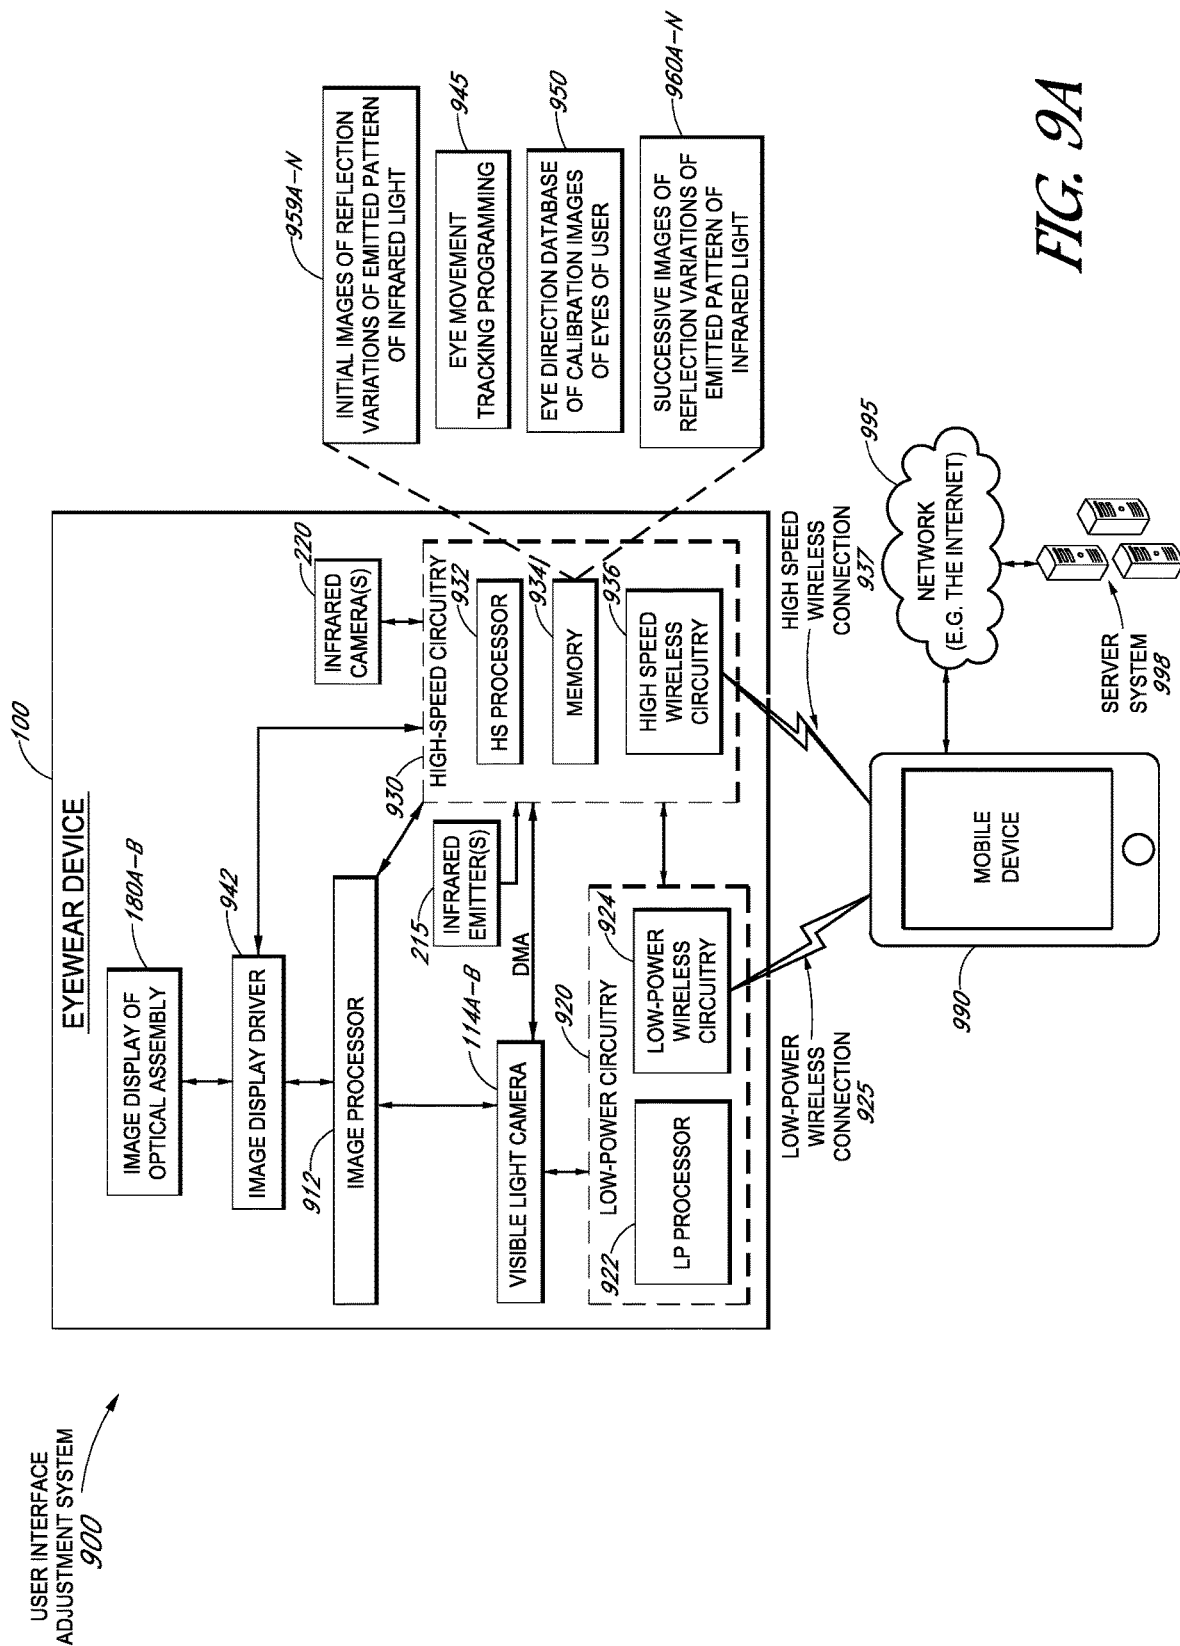 USER INTERFACE
ADJUSTMENT SYSTEM
900
100
EYEWEAR DEVICE
IMAGE DISPLAY OF
OPTICAL ASSEMBLY
180A-B
IMAGE DISPLAY DRIVER
942
912
IMAGE PROCESSOR
VISIBLE LIGHT CAMERA
114A-B
215
INFRARED
EMITTER(S)
DMA
INFRARED
CAMERA(S)
220
930
HIGH-SPEED CIRCUITRY
HS PROCESSOR
932
MEMORY
934
HIGH SPEED
WIRELESS
CIRCUITRY
936
LOW-POWER CIRCUITRY
920
922
LP PROCESSOR
LOW-POWER
WIRELESS
CIRCUITRY
924
INITIAL IMAGES OF REFLECTION
VARIATIONS OF EMITTED PATTERN
OF INFRARED LIGHT
959A-N
EYE MOVEMENT
TRACKING PROGRAMMING
945
EYE DIRECTION DATABASE
OF CALIBRATION IMAGES
OF EYES OF USER
950
SUCCESSIVE IMAGES OF
REFLECTION VARIATIONS OF
EMITTED PATTERN OF
INFRARED LIGHT
960A-N
LOW-POWER
WIRELESS
CONNECTION
925
HIGH SPEED
WIRELESS
CONNECTION
937
990
MOBILE
DEVICE
NETWORK
(E.G. THE INTERNET)
995
SERVER
SYSTEM
998
FIG. 9A